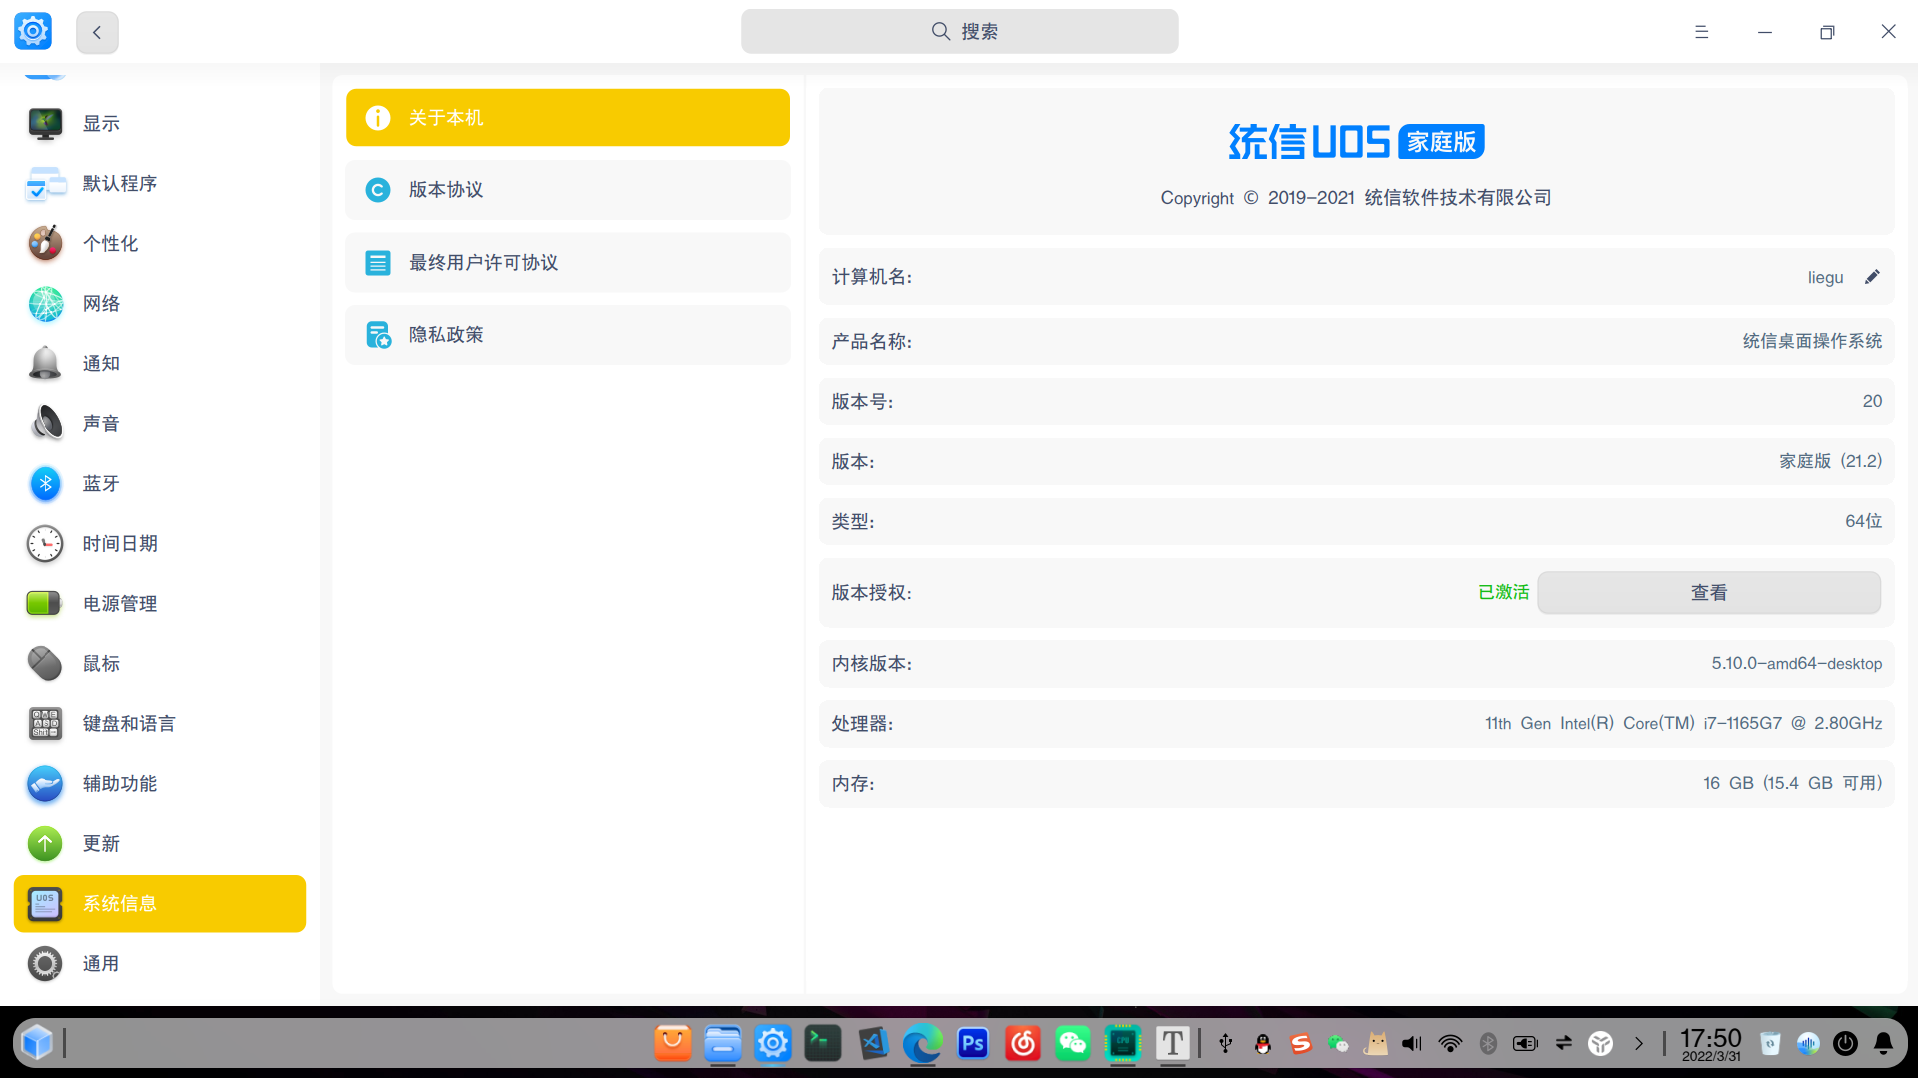 搜索
显示
默认程序
个性化
网络
通知
声音
蓝牙
时间日期
电源管理
鼠标
键盘和语言
辅助功能
更新
系统信息
通用
关于本机
版本协议
最终用户许可协议
隐私政策
统信UOS 家庭版
Copyright © 2019-2021 统信软件技术有限公司
计算机名: liegu
产品名称: 统信桌面操作系统
版本号: 20
版本: 家庭版 (21.2)
类型: 64位
版本授权: 已激活 查看
内核版本: 5.10.0-amd64-desktop
处理器: 11th Gen Intel(R) Core(TM) i7-1165G7 @ 2.80GHz
内存: 16 GB (15.4 GB 可用)
Ps
CPU
T
17:50
2022/3/31